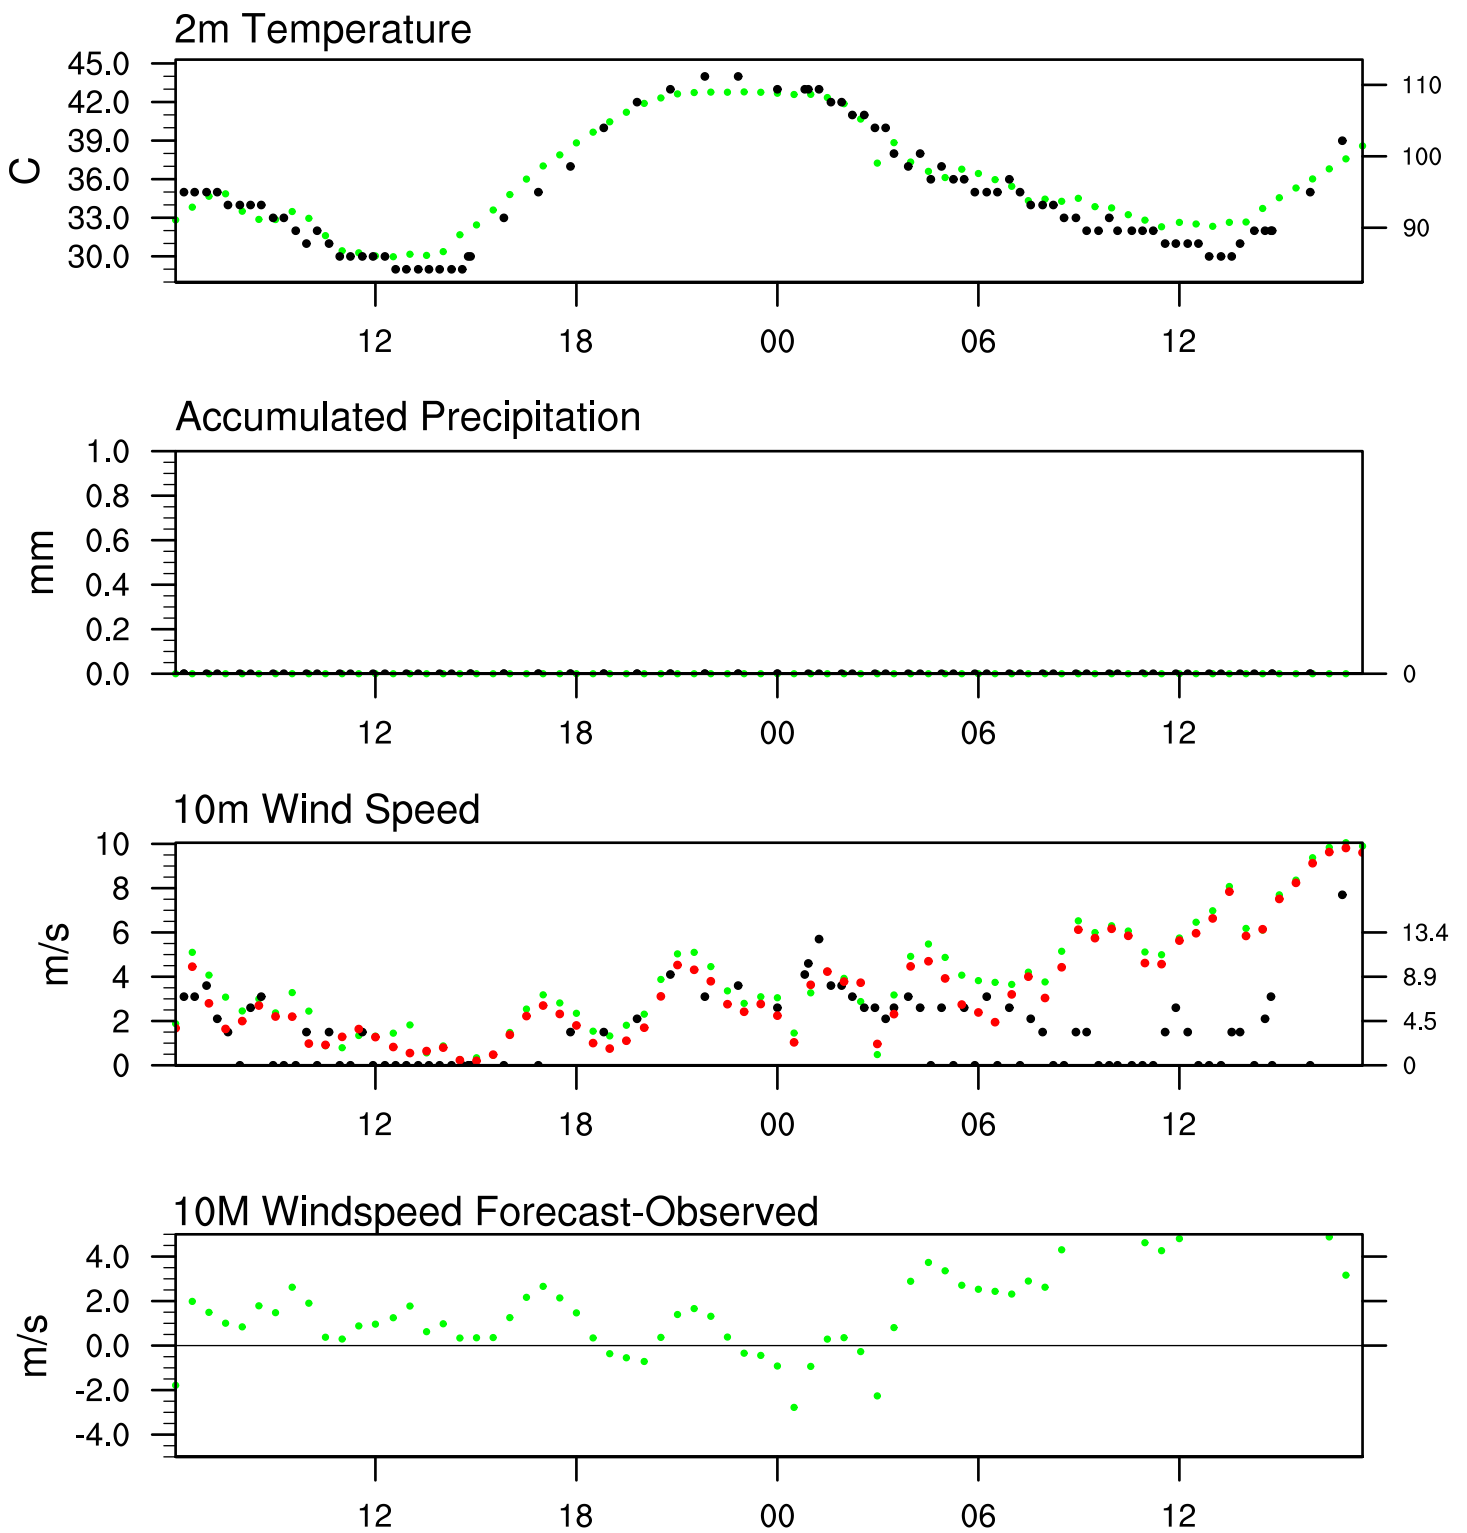 2m Temperature
45.0
42.0
39.0
36.0
33.0
30.0
C
110
100
90
12 18 00 06 12
Accumulated Precipitation
1.0
0.8
0.6
0.4
0.2
0.0
mm
0
12 18 00 06 12
10m Wind Speed
10
8
6
4
2
0
m/s
13.4
8.9
4.5
0
12 18 00 06 12
10M Windspeed Forecast-Observed
4.0
2.0
0.0
-2.0
-4.0
m/s
12 18 00 06 12